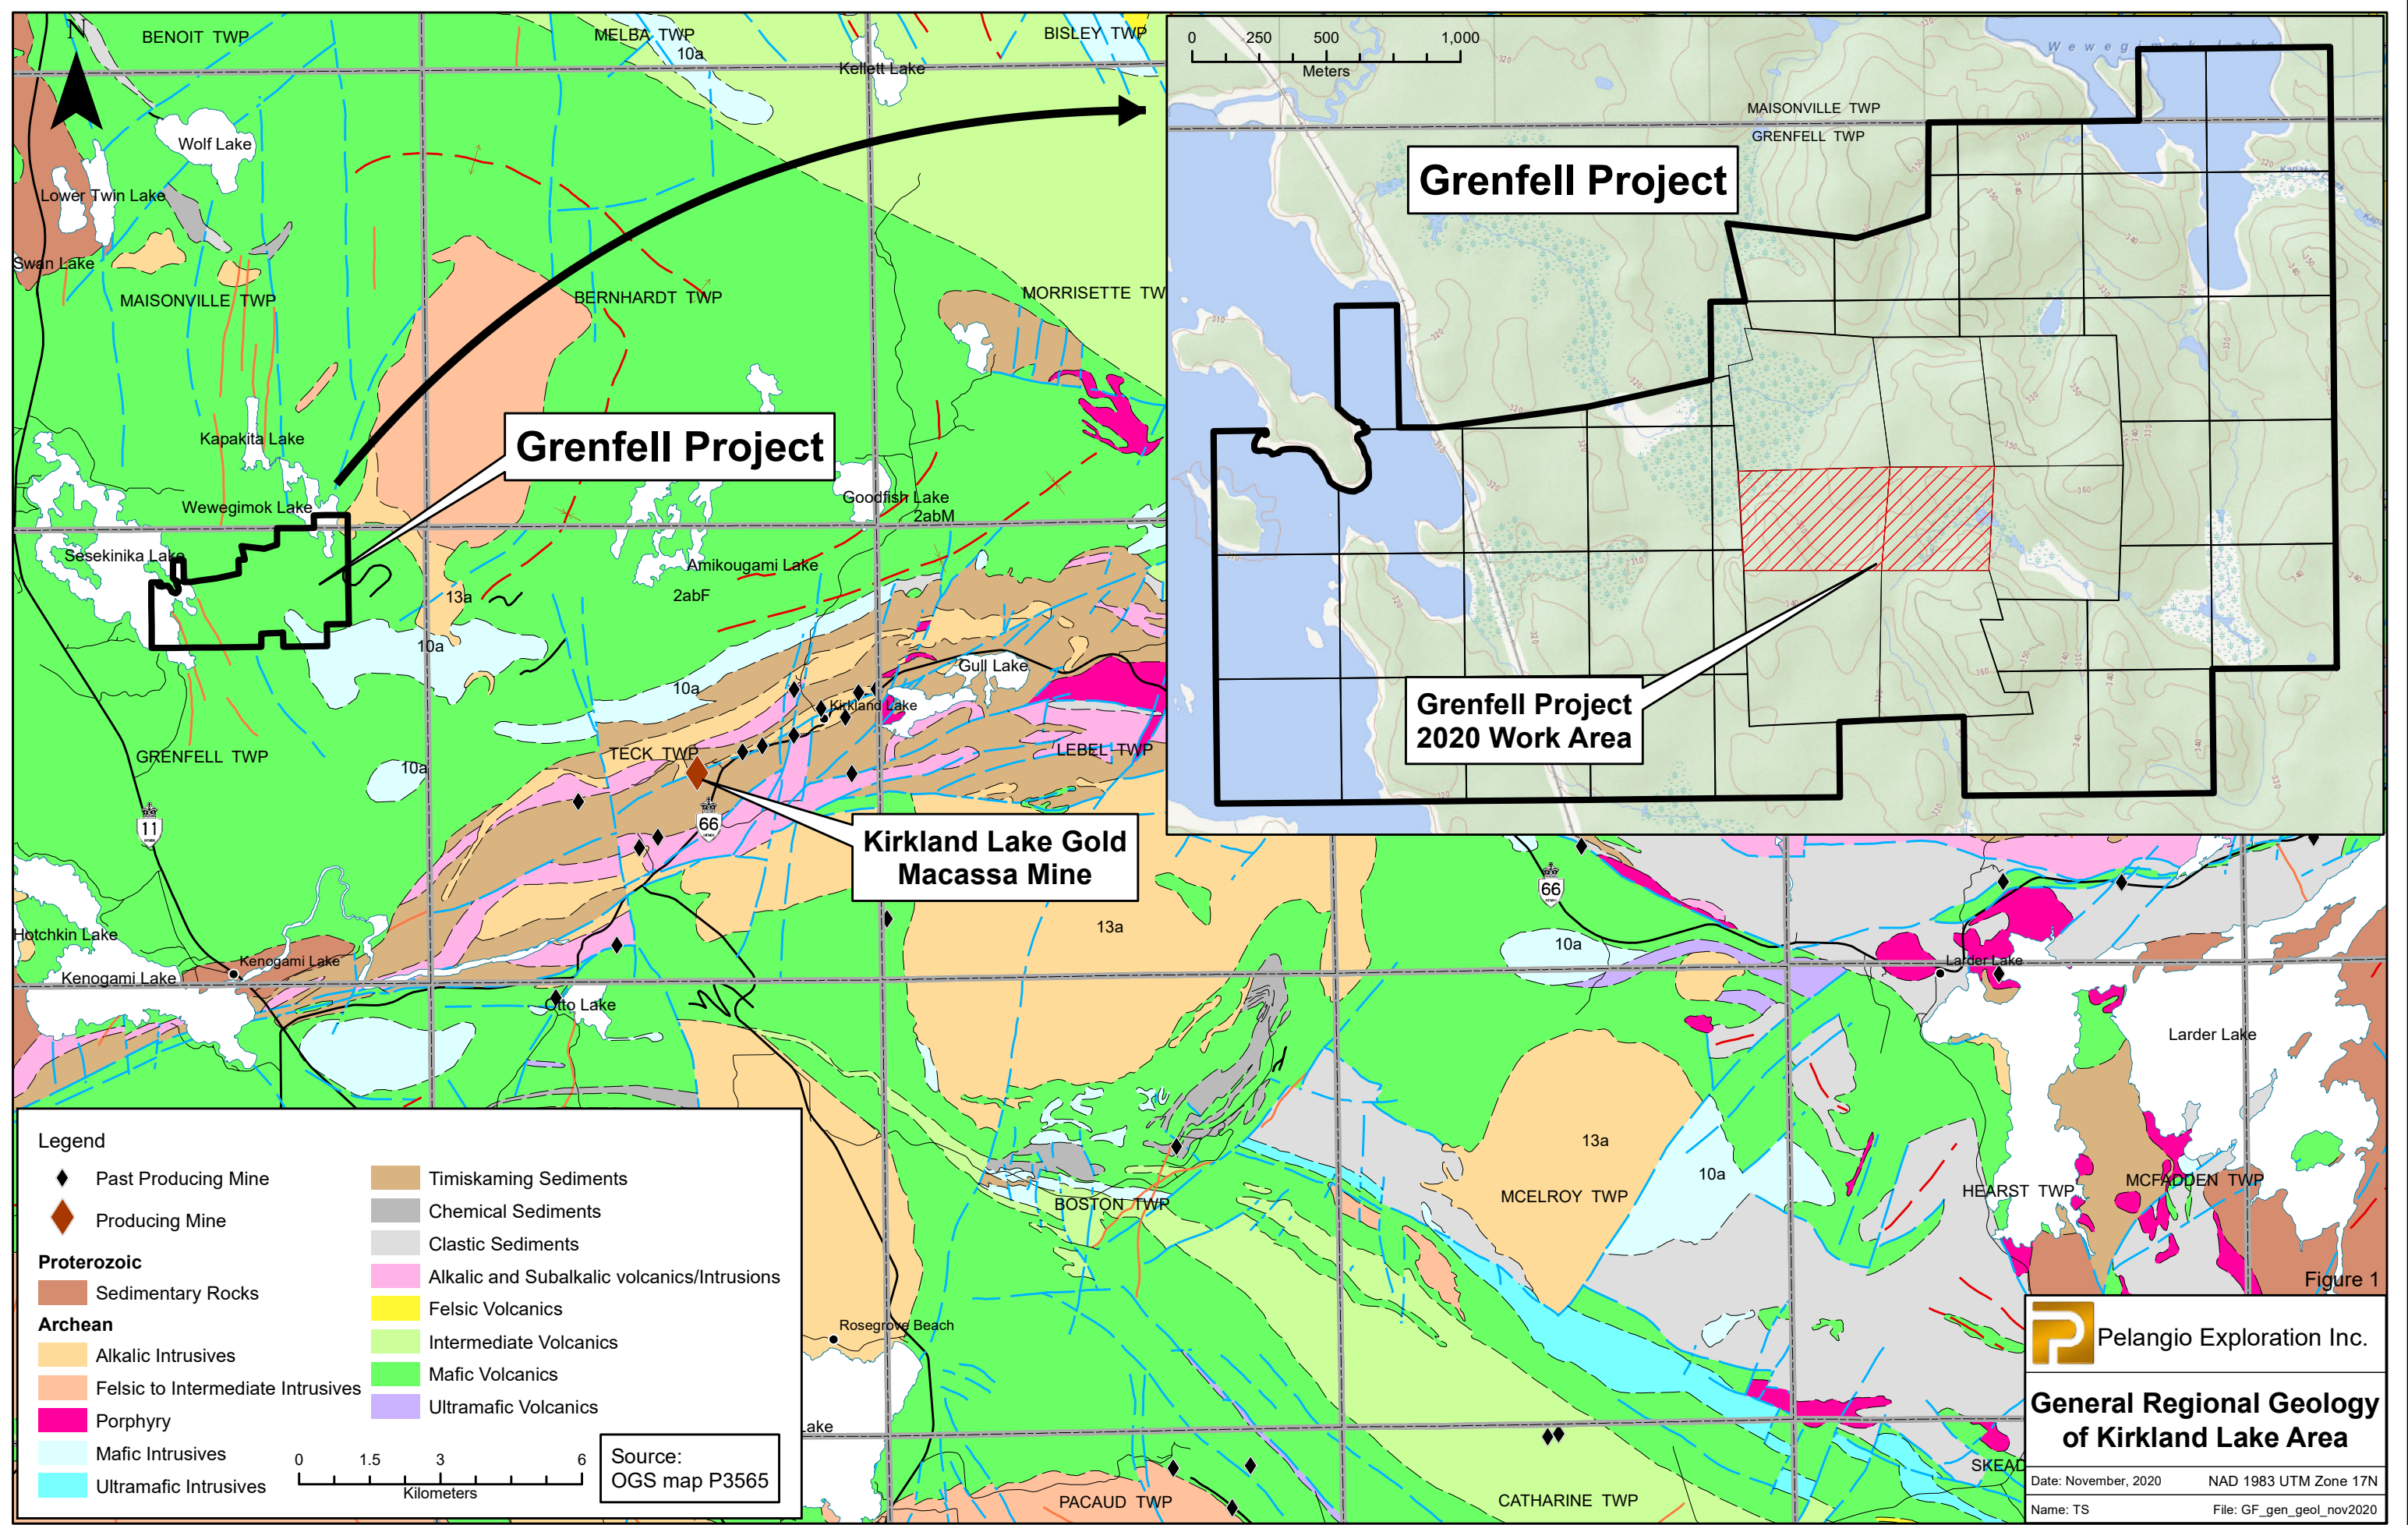 N
BENOIT TWP
MELBA TWP
10a
BISLEY TWP
Kellett Lake
Wolf Lake
Lower Twin Lake
Swan Lake
MAISONVILLE TWP
BERNHARDT TWP
MORRISETTE TW
Kapakita Lake
Grenfell Project
Wewegimok Lake
Goodfish Lake
2abM
Sesekinika Lake
Amikougami Lake
13a
2abF
10a
Gull Lake
10a
Kirkland Lake
GRENFELL TWP
TECK TWP
LEBEL TWP
10a
11
66
Kirkland Lake Gold
Macassa Mine
66
Hotchkin Lake
13a
10a
Kenogami Lake
Kenogami Lake
Larder Lake
Otto Lake
Larder Lake
13a
10a
BOSTON TWP
MCELROY TWP
HEARST TWP
MCFADDEN TWP
Rosegrove Beach
Lake
PACAUD TWP
CATHARINE TWP
SKEAD
0 250 500 1,000
Meters
Wewegimok Lake
MAISONVILLE TWP
GRENFELL TWP
Grenfell Project
Grenfell Project
2020 Work Area
Legend
Past Producing Mine
Producing Mine
Proterozoic
Sedimentary Rocks
Archean
Alkalic Intrusives
Felsic to Intermediate Intrusives
Porphyry
Mafic Intrusives
Ultramafic Intrusives
Timiskaming Sediments
Chemical Sediments
Clastic Sediments
Alkalic and Subalkalic volcanics/Intrusions
Felsic Volcanics
Intermediate Volcanics
Mafic Volcanics
Ultramafic Volcanics
0 1.5 3 6
Kilometers
Source:
OGS map P3565
Figure 1
Pelangio Exploration Inc.
General Regional Geology
of Kirkland Lake Area
Date: November, 2020 NAD 1983 UTM Zone 17N
Name: TS File: GF_gen_geol_nov2020